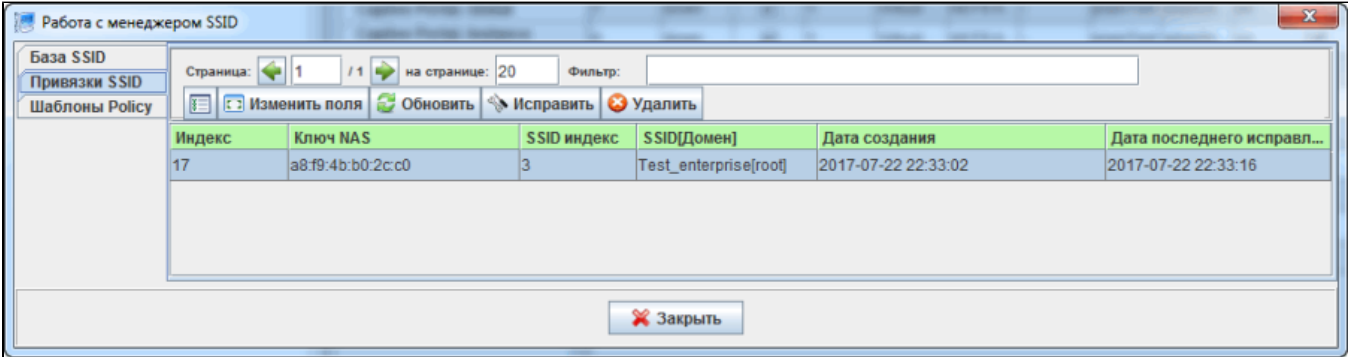 Работа с менеджером SSID
База SSID
Привязки SSID
Шаблоны Policy
Страница: 1 / 1 на странице: 20 Фильтр:
Изменить поля Обновить Исправить Удалить
Индекс Ключ NAS SSID индекс SSID[Домен] Дата создания Дата последнего исправл...
17 a8:f9:4b:b0:2c:c0 3 Test_enterprise[root] 2017-07-22 22:33:02 2017-07-22 22:33:16
Закрыть